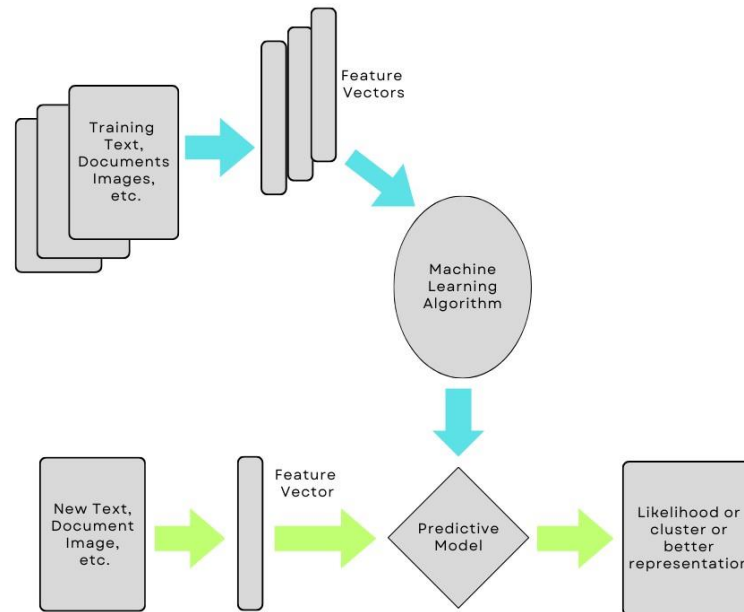 Training
Text,
Documents
Images,
etc.
Feature
Vectors
Machine
Learning
Algorithm
New Text,
Document
Image,
etc.
Feature
Vector
Predictive
Model
Likelihood or
cluster or
better
representation